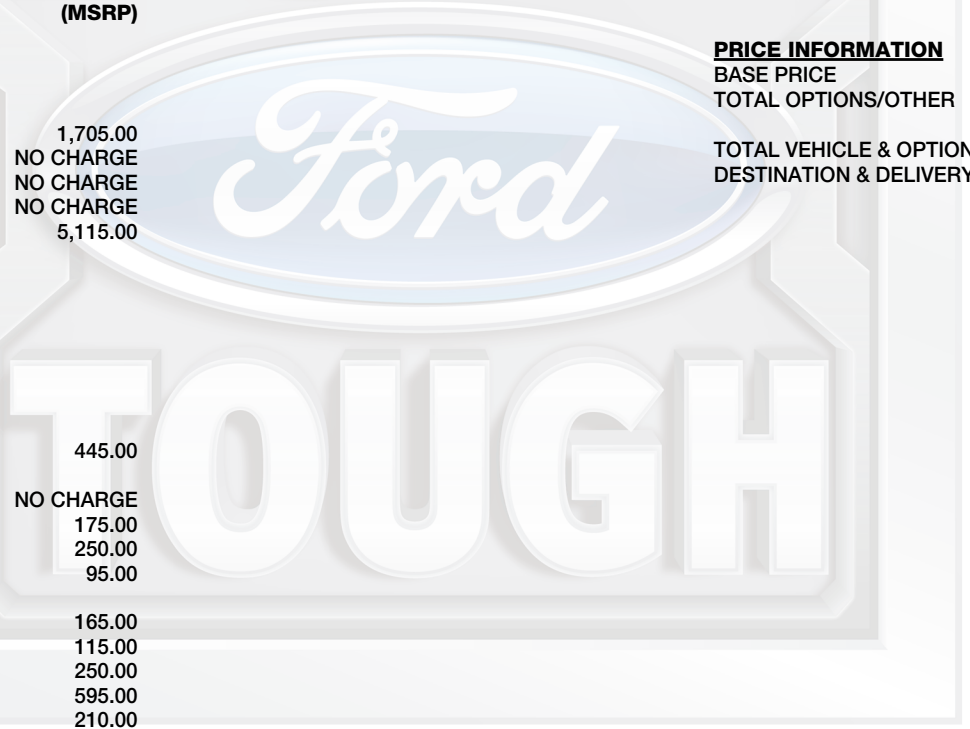 (MSRP)
1,705.00
NO CHARGE
NO CHARGE
NO CHARGE
5,115.00
445.00
NO CHARGE
175.00
250.00
95.00
165.00
115.00
250.00
595.00
210.00
PRICE INFORMATION
BASE PRICE
TOTAL OPTIONS/OTHER
TOTAL VEHICLE & OPTION
DESTINATION & DELIVERY
Ford
TOUGH